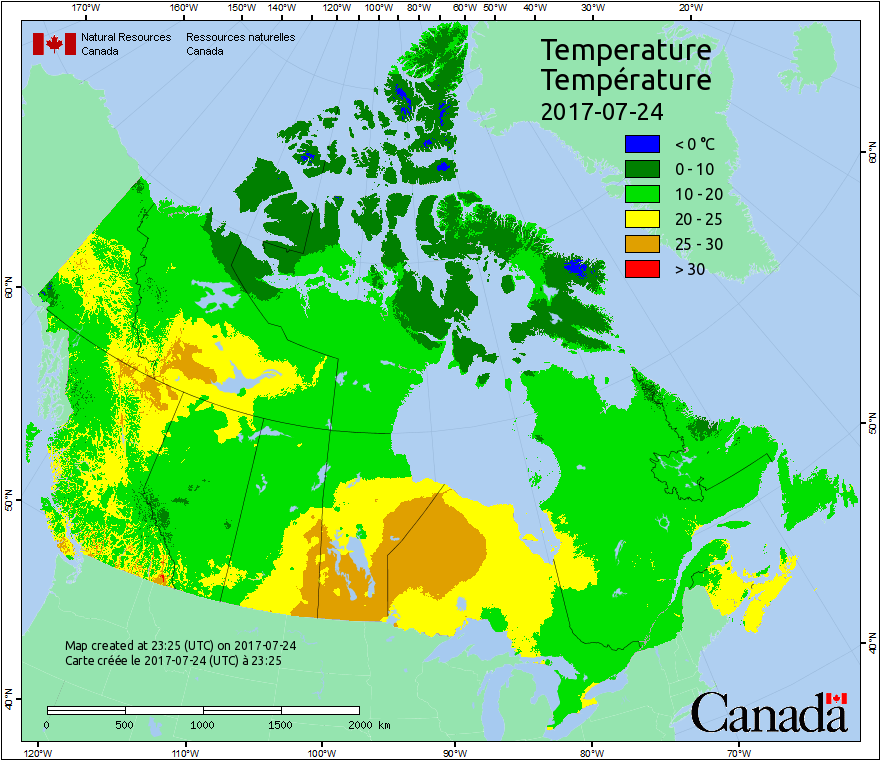 170°W 160°W 150°W 140°W 120°W 100°W 80°W 60°W 50°W 40°W 30°W 20°W
Natural Resources Ressources naturelles
Canada Canada
Temperature
Température
2017-07-24
< 0 °C
0 - 10
10 - 20
20 - 25
25 - 30
> 30
60°N
60°N
50°N
50°N
40°N
40°N
Map created at 23:25 (UTC) on 2017-07-24
Carte créée le 2017-07-24 (UTC) à 23:25
0 500 1000 1500 2000 km
Canada
120°W 110°W 100°W 90°W 80°W 70°W